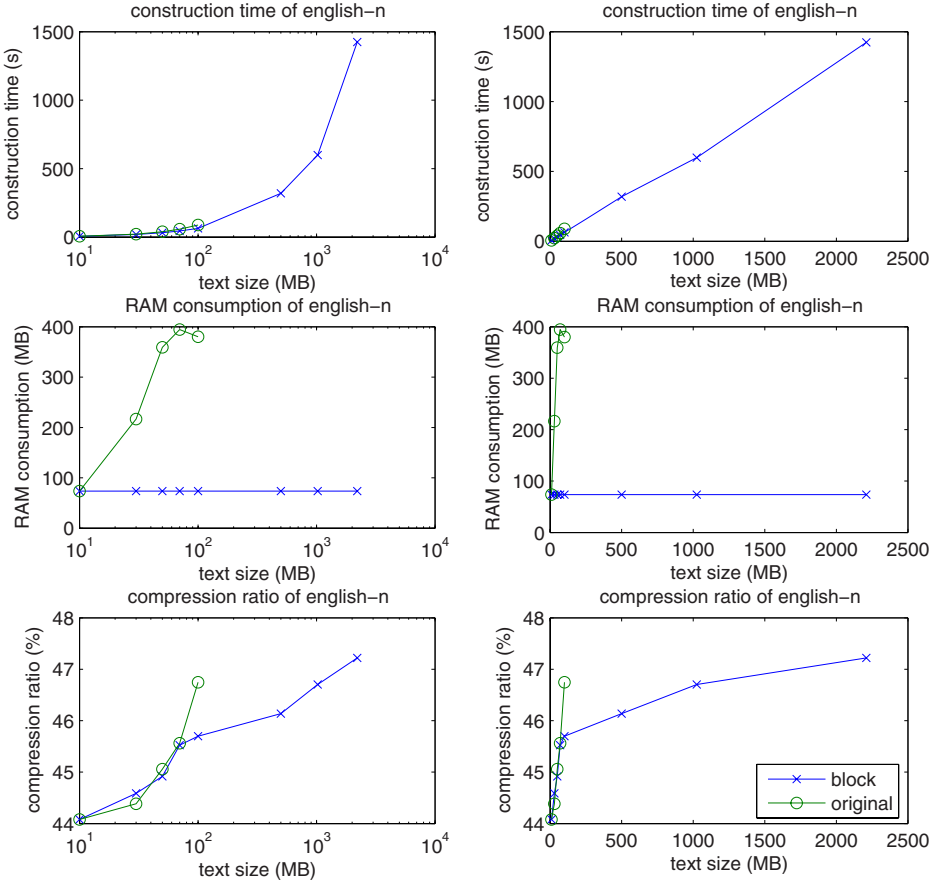 construction time of english−n
construction time (s)
1500
1000
500
0
10^1 10^2 10^3 10^4
text size (MB)
construction time of english−n
construction time (s)
1500
1000
500
0
0 500 1000 1500 2000 2500
text size (MB)
RAM consumption of english−n
RAM consumption (MB)
400
300
200
100
0
10^1 10^2 10^3 10^4
text size (MB)
RAM consumption of english−n
RAM consumption (MB)
400
300
200
100
0
0 500 1000 1500 2000 2500
text size (MB)
compression ratio of english−n
compression ratio (%)
48
47
46
45
44
10^1 10^2 10^3 10^4
text size (MB)
compression ratio of english−n
compression ratio (%)
48
47
46
45
44
0 500 1000 1500 2000 2500
text size (MB)
block
original